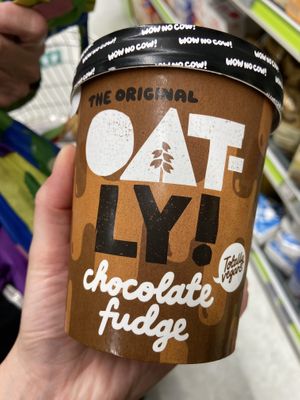 WOW NO COW! WOW NO COW! WOW NO COW!
THE ORIGINAL
OAT-
LY!
Totally
vegan!
chocolate
fudge